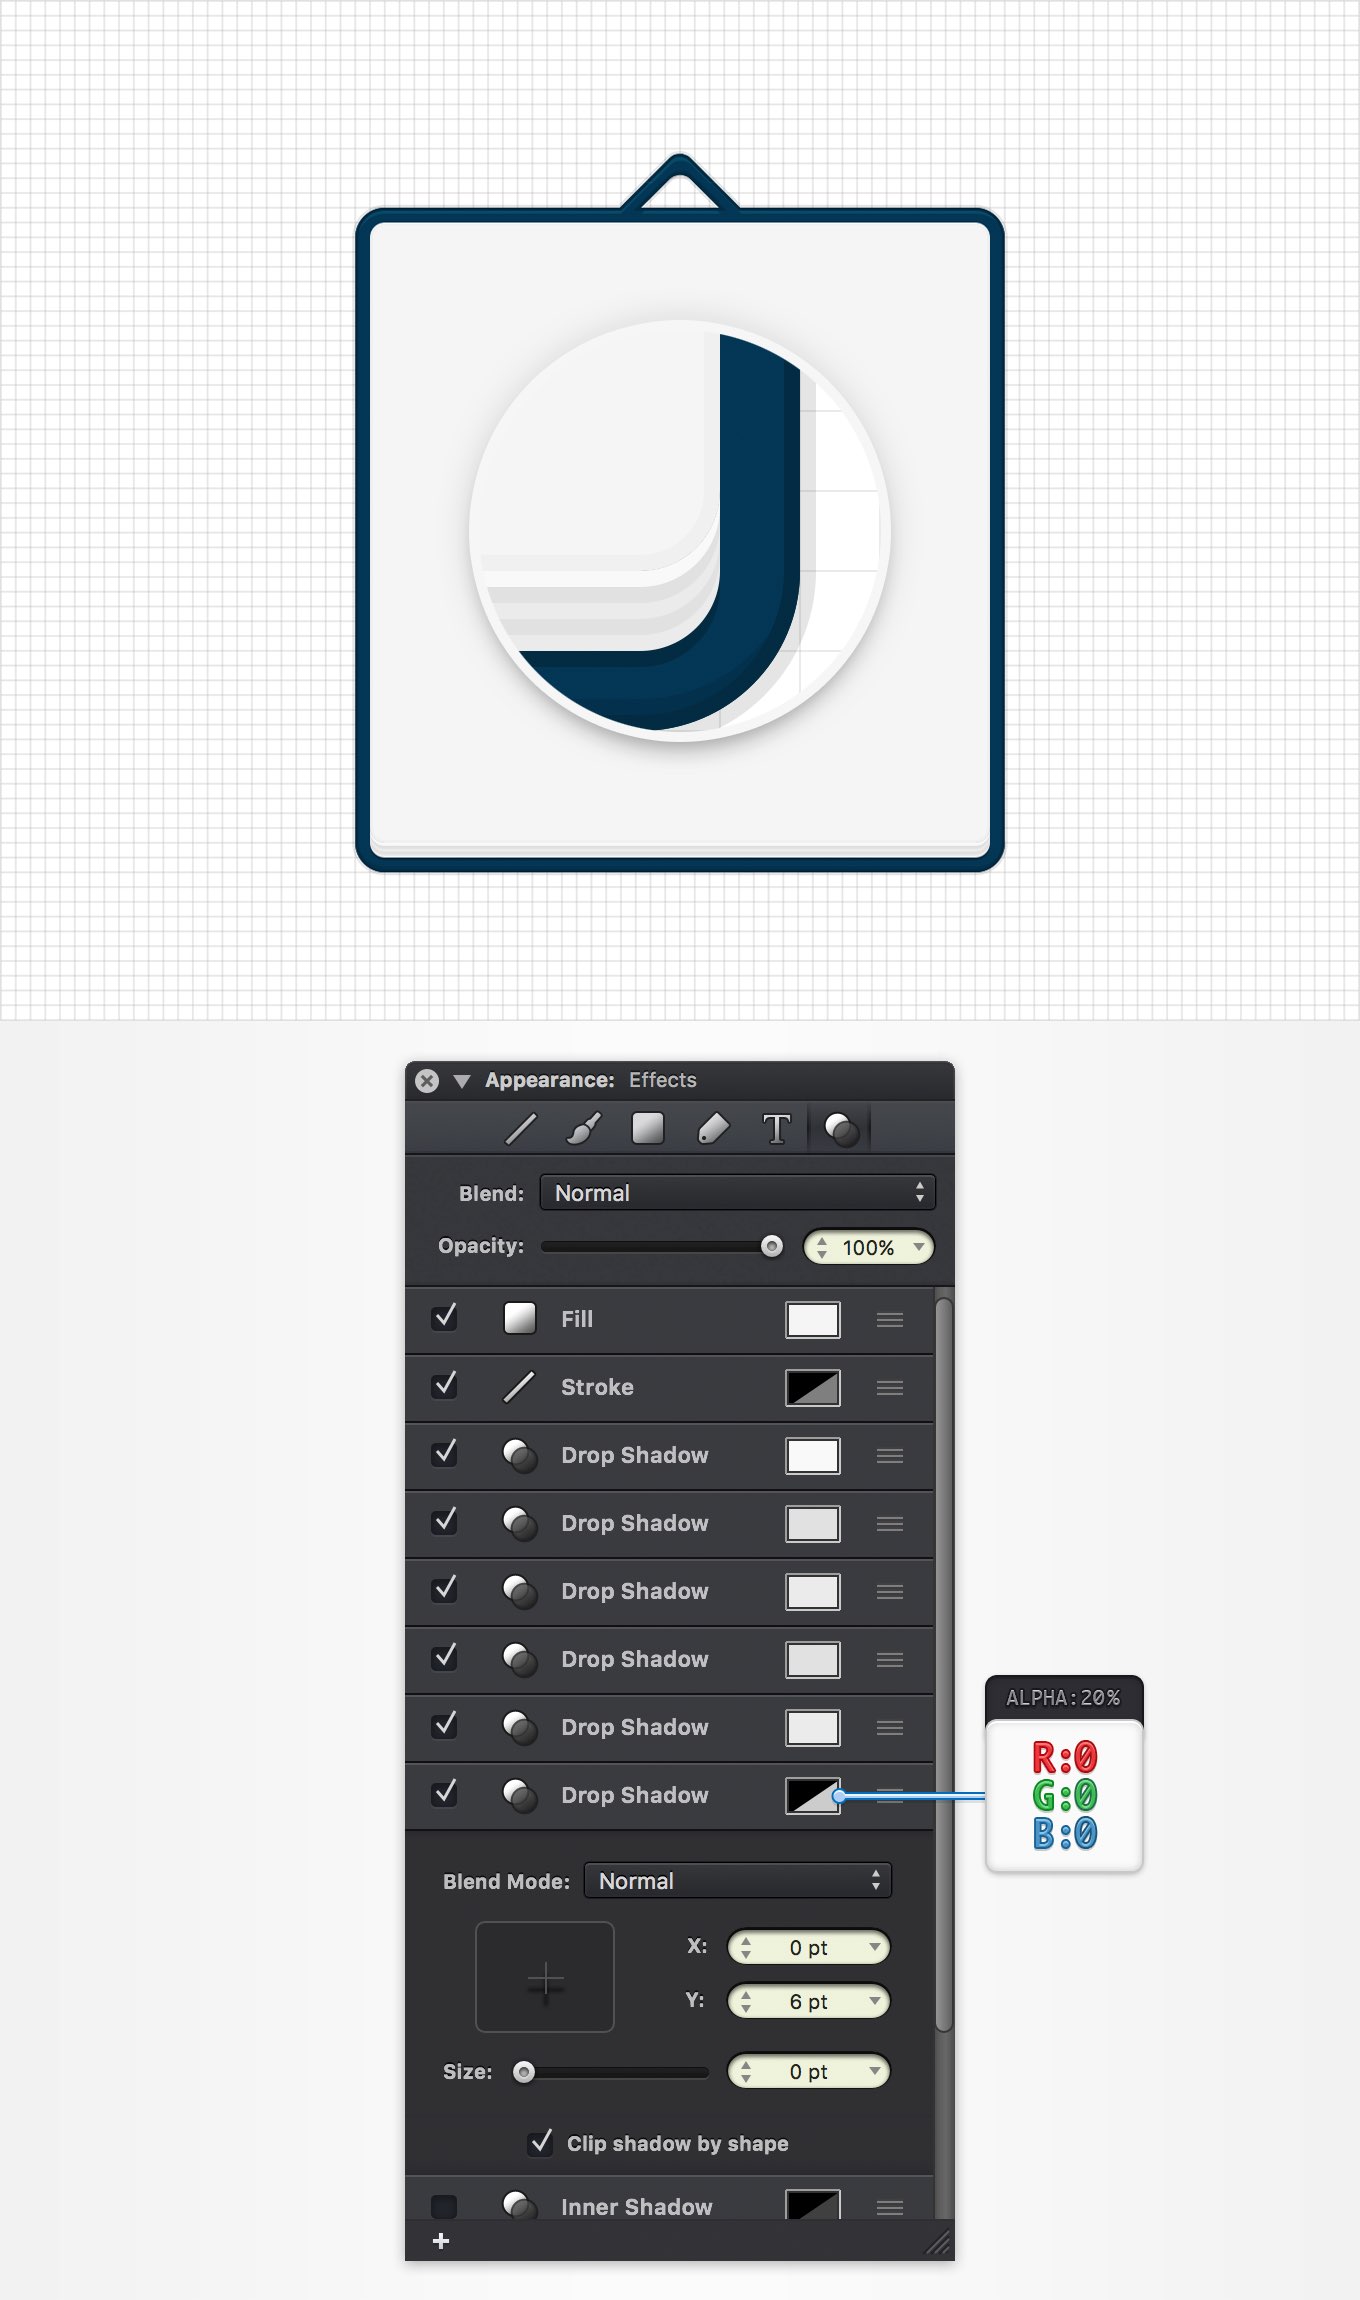 Appearance: Effects
T
Blend: Normal
Opacity: 100%
Fill
Stroke
Drop Shadow
Drop Shadow
Drop Shadow
Drop Shadow
Drop Shadow
Drop Shadow
ALPHA:20%
R:0
G:0
B:0
Blend Mode: Normal
X: 0 pt
Y: 6 pt
Size: 0 pt
Clip shadow by shape
Inner Shadow